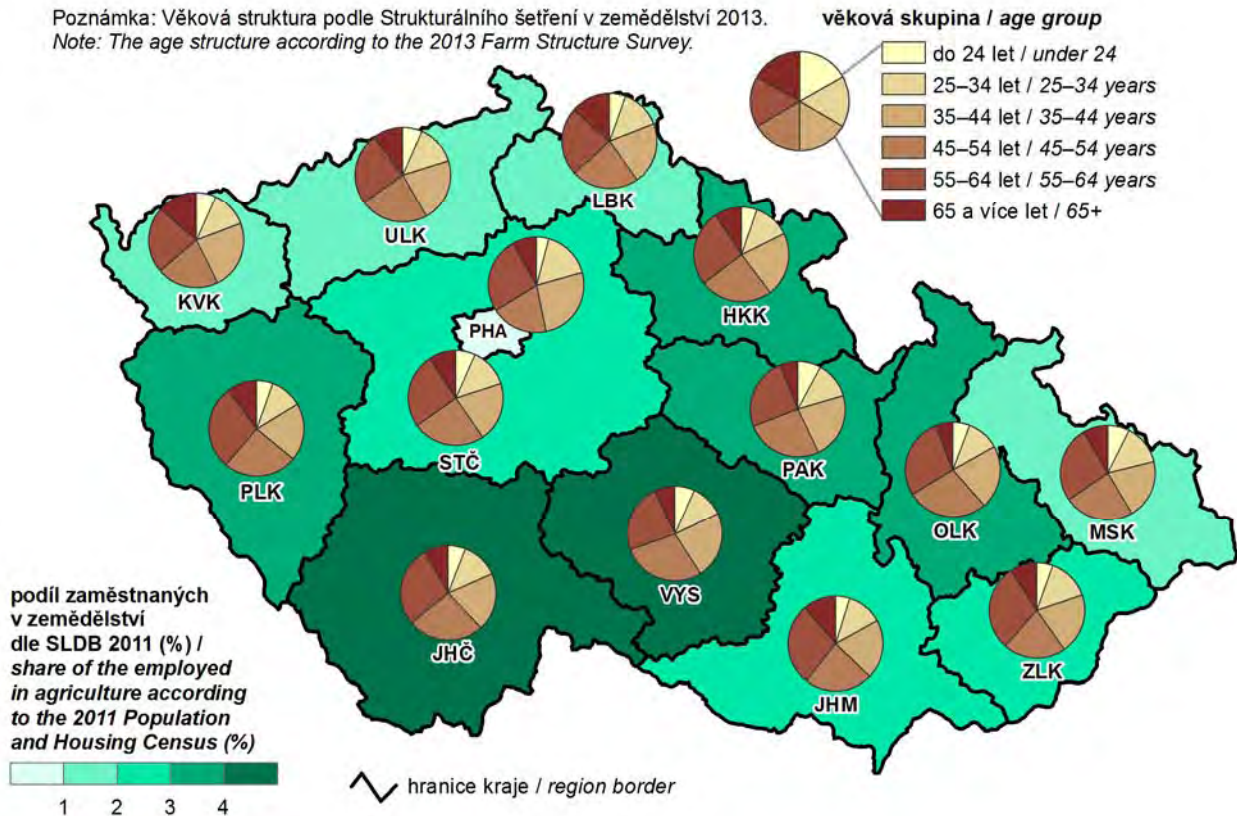 Poznámka: Věková struktura podle Strukturálního šetření v zemědělství 2013.
Note: The age structure according to the 2013 Farm Structure Survey.
věková skupina / age group
do 24 let / under 24
25–34 let / 25–34 years
35–44 let / 35–44 years
45–54 let / 45–54 years
55–64 let / 55–64 years
65 a více let / 65+
LBK
ULK
KVK
HKK
PHA
STČ
PAK
PLK
OLK
MSK
VYS
JHČ
ZLK
JHM
podíl zaměstnaných
v zemědělství
dle SLDB 2011 (%) /
share of the employed
in agriculture according
to the 2011 Population
and Housing Census (%)
1 2 3 4
hranice kraje / region border